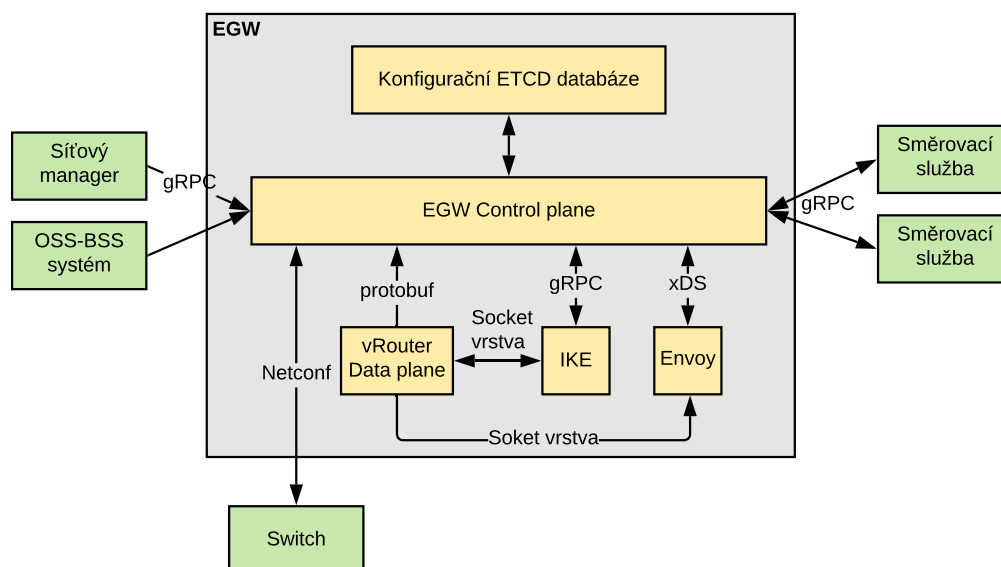 EGW
Konfigurační ETCD databáze
Síťový
manager
gRPC
OSS-BSS
systém
EGW Control plane
Směrovací
služba
gRPC
Směrovací
služba
protobuf
gRPC
xDS
Socket
vrstva
vRouter
Data plane
IKE
Envoy
Netconf
Soket vrstva
Switch